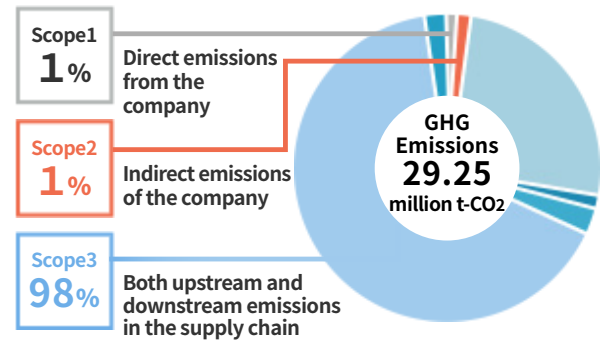 Scope1
1%
Direct emissions
from the
company
Scope2
1%
Indirect emissions
of the company
Scope3
98%
Both upstream and
downstream emissions
in the supply chain
GHG
Emissions
29.25
million t-CO2